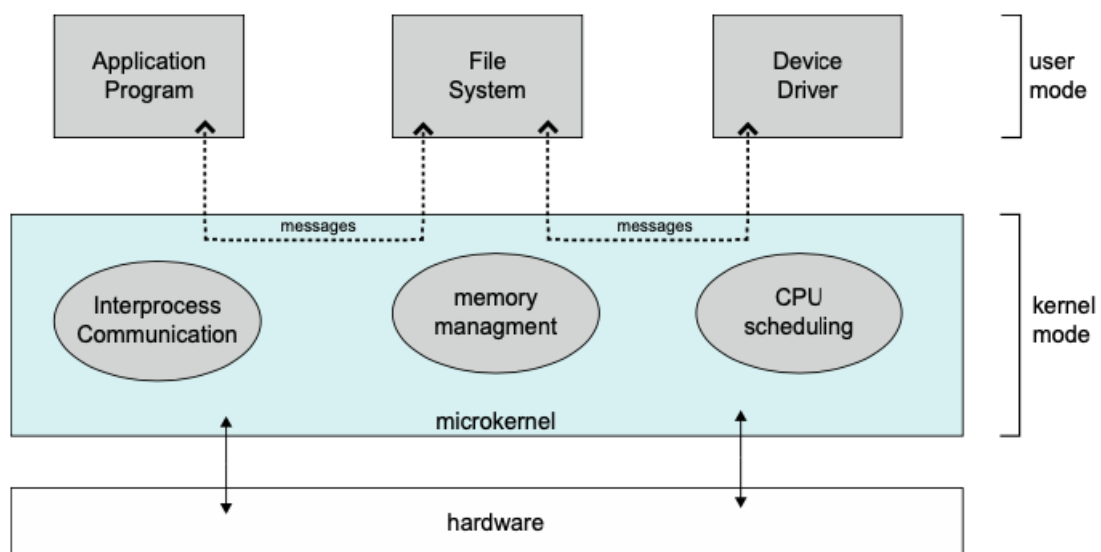 Application
Program
File
System
Device
Driver
user
mode
messages
messages
Interprocess
Communication
memory
managment
CPU
scheduling
kernel
mode
microkernel
hardware